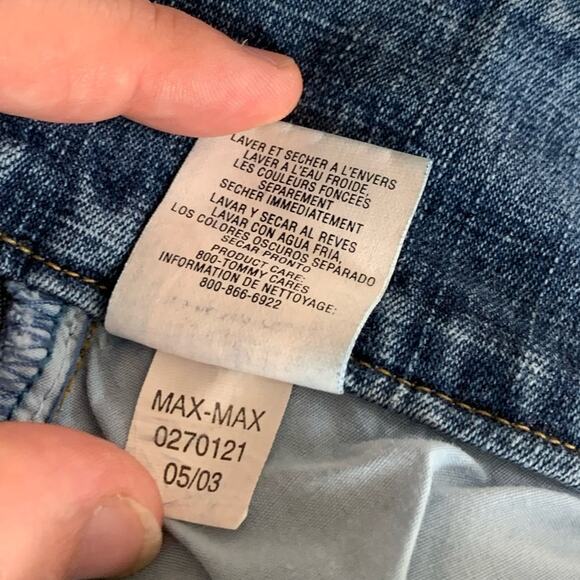 LAVER ET SECHER A L'ENVERS
LAVER À L'EAU FROIDE,
LES COULEURS FONCEES
SEPAREMENT
SECHER IMMEDIATEMENT
LAVAR Y SECAR AL REVES
LAVAR CON AGUA FRIA,
LOS COLORES OSCUROS SEPARADO
SECAR PRONTO
PRODUCT CARE:
800-TOMMY CARES
INFORMATION DE NETTOYAGE:
800-866-6922
MAX-MAX
0270121
05/03